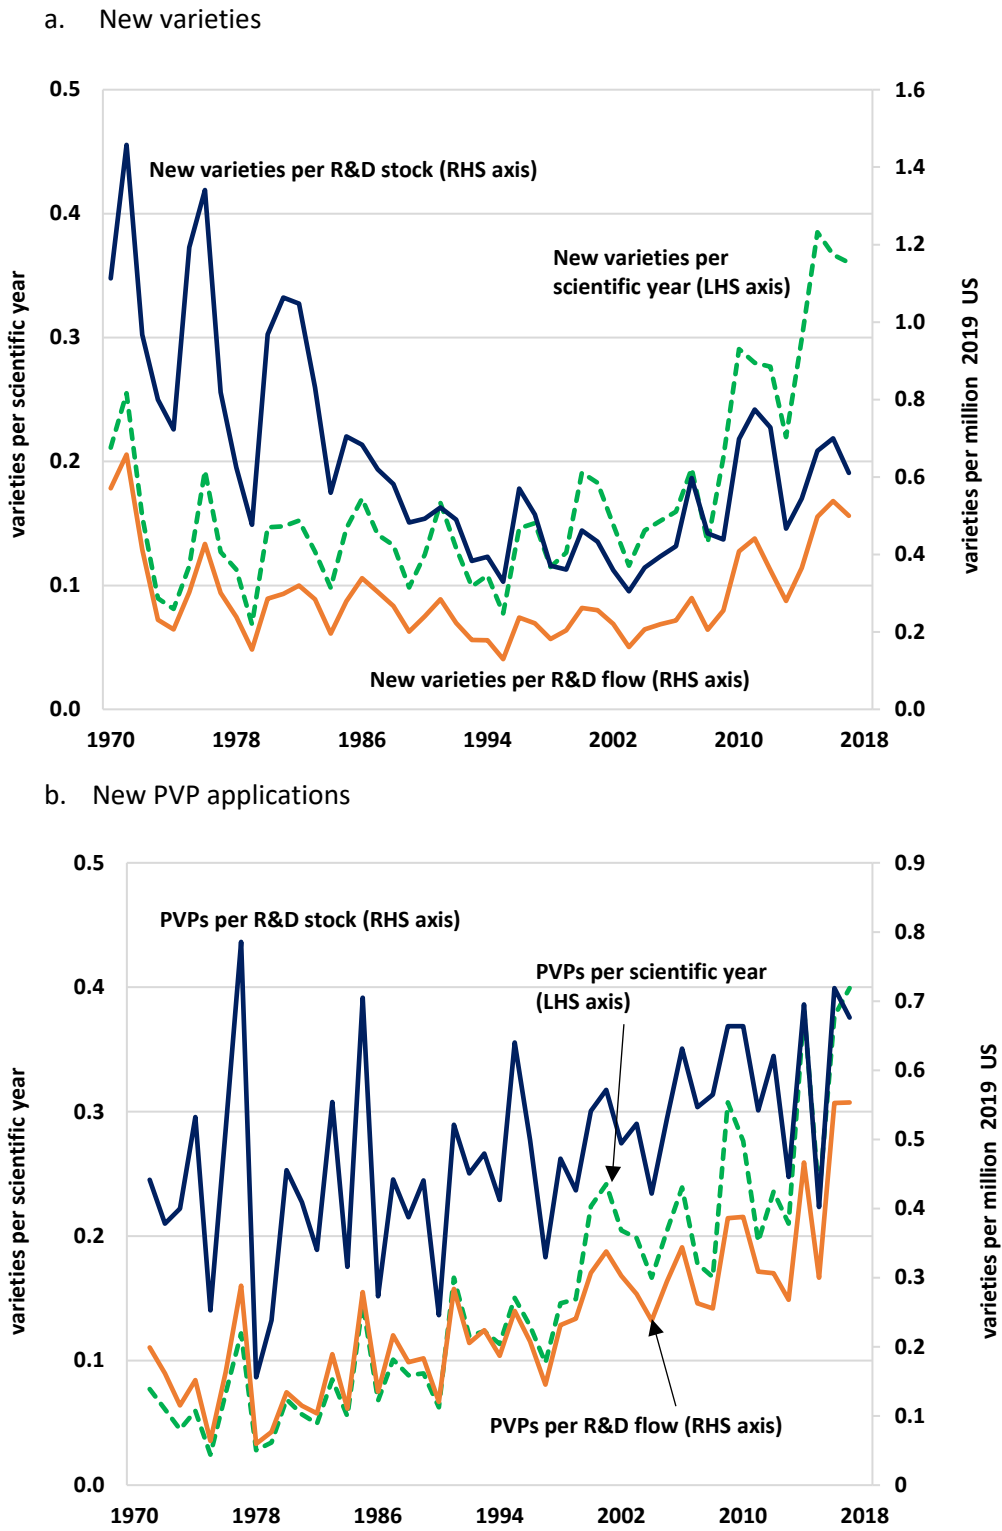 a. New varieties
0.5
0.4
0.3
0.2
0.1
0.0
varieties per scientific year
1.6
1.4
1.2
1.0
0.8
0.6
0.4
0.2
0.0
varieties per million 2019 US
New varieties per R&D stock (RHS axis)
New varieties per
scientific year (LHS axis)
New varieties per R&D flow (RHS axis)
1970 1978 1986 1994 2002 2010 2018
b. New PVP applications
0.5
0.4
0.3
0.2
0.1
0.0
varieties per scientific year
0.9
0.8
0.7
0.6
0.5
0.4
0.3
0.2
0.1
0
varieties per million 2019 US
PVPs per R&D stock (RHS axis)
PVPs per scientific year
(LHS axis)
PVPs per R&D flow (RHS axis)
1970 1978 1986 1994 2002 2010 2018